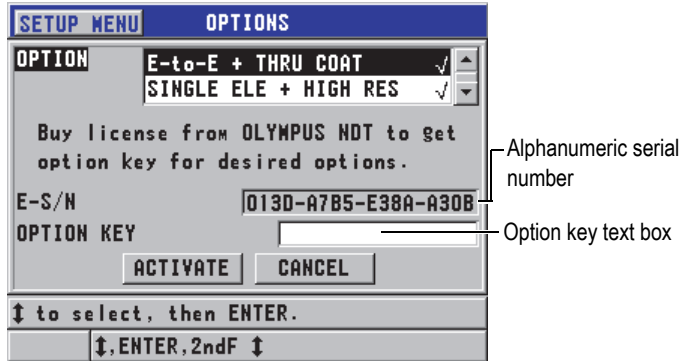 SETUP MENU OPTIONS
OPTION
E-to-E + THRU COAT √
SINGLE ELE + HIGH RES √
Buy license from OLYMPUS NDT to get
option key for desired options.
E-S/N 013D-A7B5-E38A-A30B
OPTION KEY
ACTIVATE CANCEL
↕ to select, then ENTER.
↕,ENTER,2ndF ↕
Alphanumeric serial
number
Option key text box